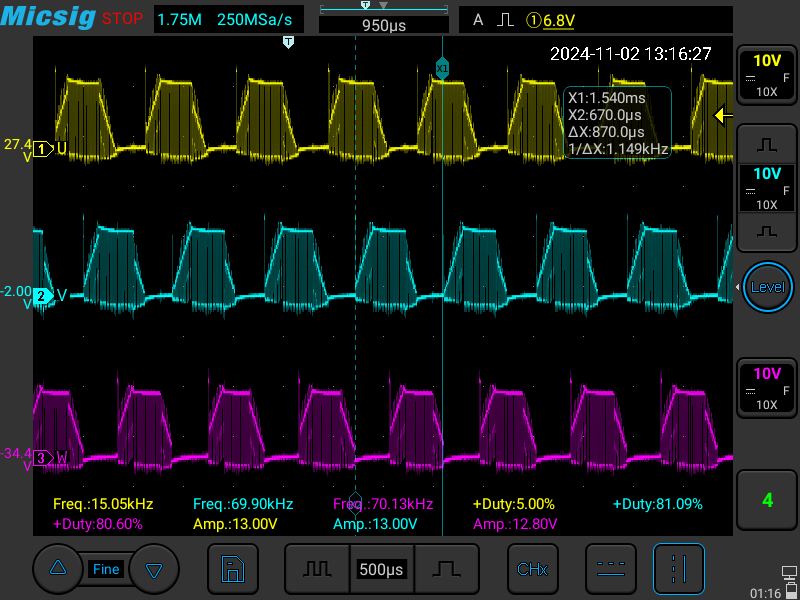 Micsig STOP 1.75M 250MSa/s T 950μs A ①6.8V
T
2024-11-02 13:16:27
10V
F
10X
X1
X1:1.540ms
X2:670.0μs
ΔX:870.0μs
1/ΔX:1.149kHz
27.4 V 1 U
10V
F
10X
-2.00 V 2 V
Level
10V
F
10X
-34.4 V 3 W
Freq.:15.05kHz Freq.:69.90kHz Freq.:70.13kHz +Duty:5.00% +Duty:81.09%
+Duty:80.60% Amp.:13.00V Amp.:13.00V Amp.:12.80V
4
Fine 500μs CHx
01:16